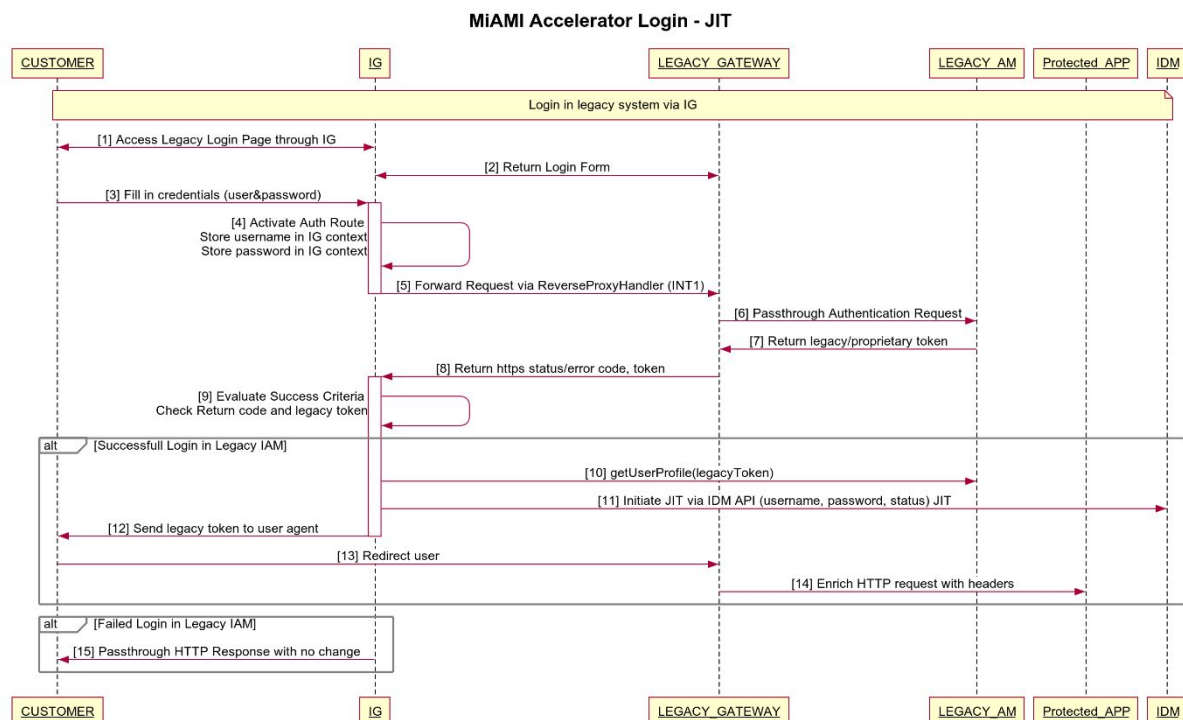 MiAMI Accelerator Login - JIT
CUSTOMER
IG
LEGACY_GATEWAY
LEGACY_AM
Protected_APP
IDM
Login in legacy system via IG
[1] Access Legacy Login Page through IG
[2] Return Login Form
[3] Fill in credentials (user&password)
[4] Activate Auth Route
Store username in IG context
Store password in IG context
[5] Forward Request via ReverseProxyHandler (INT1)
[6] Passthrough Authentication Request
[7] Return legacy/proprietary token
[8] Return https status/error code, token
[9] Evaluate Success Criteria
Check Return code and legacy token
alt
[Successfull Login in Legacy IAM]
[10] getUserProfile(legacyToken)
[11] Initiate JIT via IDM API (username, password, status) JIT
[12] Send legacy token to user agent
[13] Redirect user
[14] Enrich HTTP request with headers
alt
[Failed Login in Legacy IAM]
[15] Passthrough HTTP Response with no change
CUSTOMER
IG
LEGACY_GATEWAY
LEGACY_AM
Protected_APP
IDM